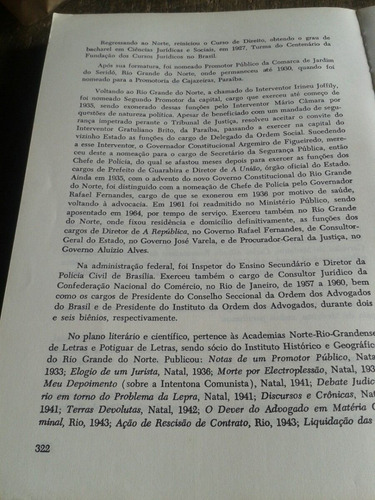 Regressando ao Norte, reiniciou o Curso de Direito, obtendo o grau de
bacharel em Ciências Jurídicas e Sociais, em 1927, Turma do Centenário da
Fundação dos Cursos Jurídicos no Brasil.
Após sua formatura, foi nomeado Promotor Público da Comarca de Jardim
do Seridó, Rio Grande do Norte, onde permaneceu até 1930, quando foi
nomeado para a Promotoria de Cajazeiras, Paraíba.
Voltando ao Rio Grande do Norte, a chamado do Interventor Irineu Joffily,
foi nomeado Segundo Promotor da capital, cargo que exerceu até começo de
1935, sendo exonerado dessas funções pelo Interventor Mário Câmara por
questões de natureza política. Apesar de beneficiado com um mandado de segu-
rança impetrado perante o Tribunal de Justiça, resolveu aceitar o convite do
Interventor Gratuliano Brito, da Paraíba, passando a exercer na capital do
vizinho Estado as funções do cargo de Delegado da Ordem Social. Sucedendo
a esse Interventor, o Governador Constitucional Argemiro de Figueiredo, mere-
ceu deste a nomeação para o cargo de Secretário da Segurança Pública, então
Chefe de Polícia, do qual se afastou meses depois para exercer as funções dos
cargos de Prefeito de Guarabira e Diretor de A União, órgão oficial do Estado.
Ainda em 1935, com o advento do novo Governo Constitucional do Rio Grande
do Norte, foi distinguido com a nomeação de Chefe de Polícia pelo Governador
Rafael Fernandes, cargo de que se exonerou em 1936 por motivo de saúde,
voltando à advocacia. Em 1961 foi readmitido no Ministério Público, sendo
aposentado em 1964, por tempo de serviço. Exerceu também no Rio Grande
do Norte, onde fixou residência e domicílio definitivamente, as funções dos
cargos de Diretor de A República, no Governo Rafael Fernandes, de Consultor-
Geral do Estado, no Governo José Varela, e de Procurador-Geral da Justiça, no
Governo Aluízio Alves.
Na administração federal, foi Inspetor do Ensino Secundário e Diretor da
Polícia Civil de Brasília. Exerceu também o cargo de Consultor Jurídico da
Confederação Nacional do Comércio, no Rio de Janeiro, de 1957 a 1960, bem
como os cargos de Presidente do Conselho Seccional da Ordem dos Advogados
do Brasil e de Presidente do Instituto da Ordem dos Advogados, durante dois
e seis biênios, respectivamente.
No plano literário e científico, pertence às Academias Norte-Rio-Grandense
de Letras e Potiguar de Letras, sendo sócio do Instituto Histórico e Geográfico
do Rio Grande do Norte. Publicou: Notas de um Promotor Público, Nata
1933; Elogio de um Jurista, Natal, 1936; Morte por Electroplessão, Natal, 193
Meu Depoimento (sobre a Intentona Comunista), Natal, 1941; Debate Judic
rio em torno do Problema da Lepra, Natal, 1941; Discursos e Crônicas, Nat
1941; Terras Devolutas, Natal, 1942; O Dever do Advogado em Matéria C
minal, Rio, 1943; Ação de Rescisão de Contrato, Rio, 1943; Liquidação das
322